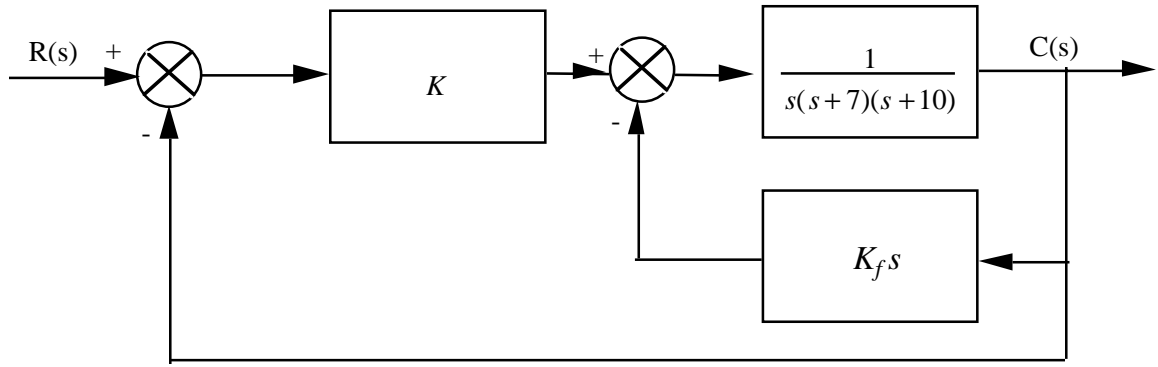 R(s)
+
-
K
+
-
1
s(s+7)(s+10)
C(s)
K_f s